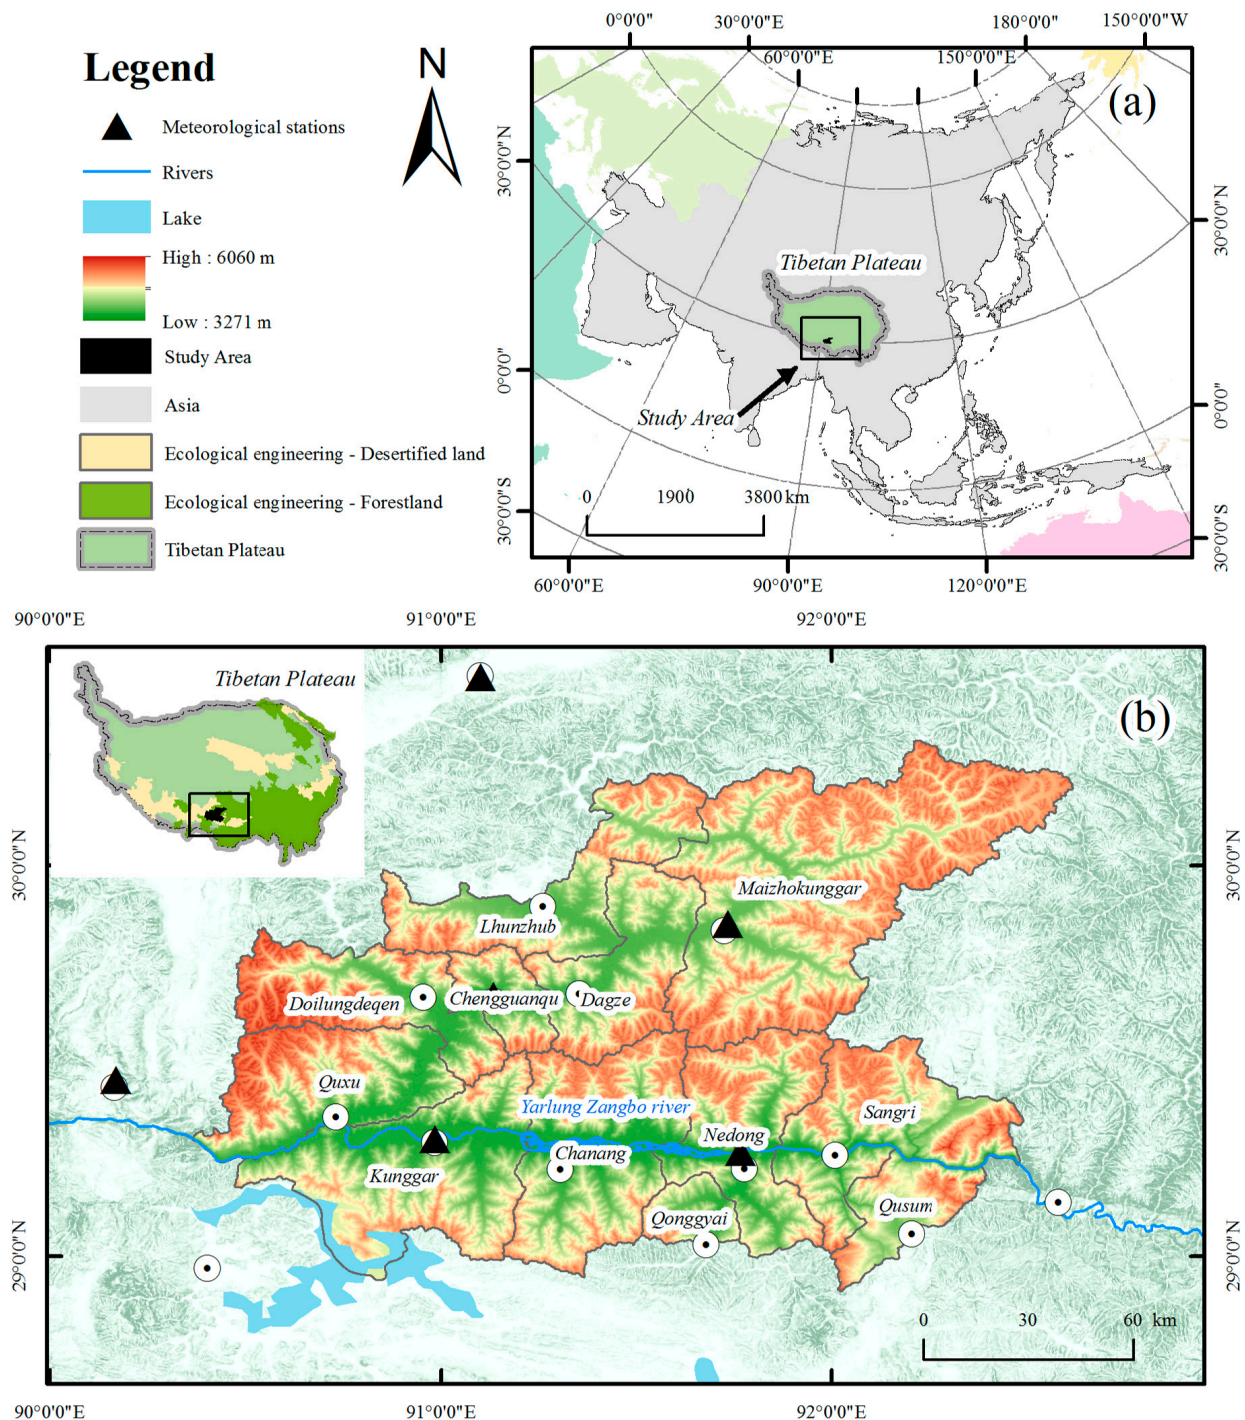 Legend
N
Meteorological stations
Rivers
Lake
High : 6060 m
Low : 3271 m
Study Area
Asia
Ecological engineering - Desertified land
Ecological engineering - Forestland
Tibetan Plateau
0°0'0"
30°0'0"E
180°0'0"
150°0'0"W
60°0'0"E
150°0'0"E
(a)
30°0'0"N
0°0'0"
30°0'0"S
30°0'0"N
0°0'0"
30°0'0"S
Tibetan Plateau
Study Area
0 1900 3800 km
60°0'0"E
90°0'0"E
120°0'0"E
90°0'0"E
91°0'0"E
92°0'0"E
Tibetan Plateau
(b)
30°0'0"N
30°0'0"N
Maizhokunggar
Lhunzhub
Doilungdeqen
Chengguanqu
Dagze
Quxu
Yarlung Zangbo river
Sangri
Nedong
Chanang
Kunggar
Qusum
Qonggyai
29°0'0"N
29°0'0"N
0 30 60 km
90°0'0"E
91°0'0"E
92°0'0"E